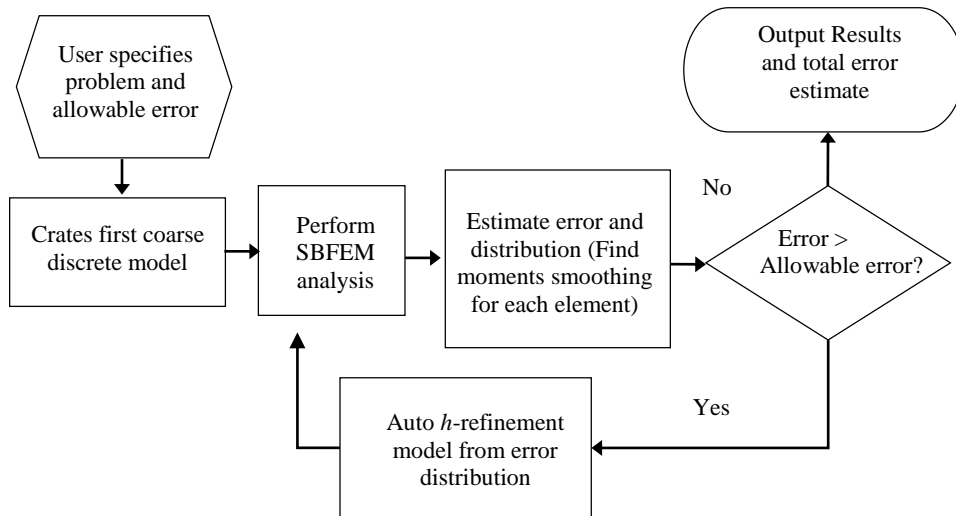 User specifies
problem and
allowable error
Crates first coarse
discrete model
Perform
SBFEM
analysis
Estimate error and
distribution (Find
moments smoothing
for each element)
Error >
Allowable error?
No
Output Results
and total error
estimate
Yes
Auto h-refinement
model from error
distribution